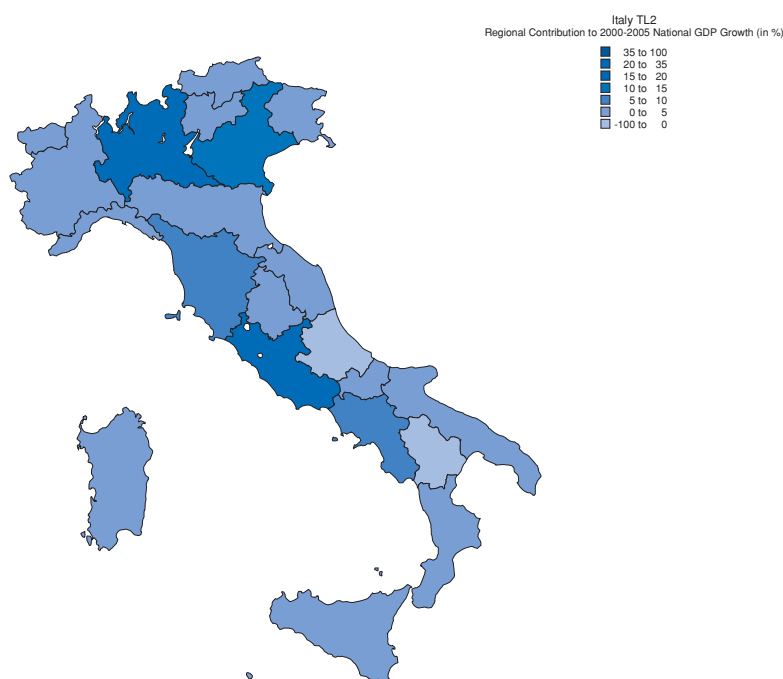 Italy TL2
Regional Contribution to 2000-2005 National GDP Growth (in %)
35 to 100
20 to 35
15 to 20
10 to 15
5 to 10
0 to 5
-100 to 0